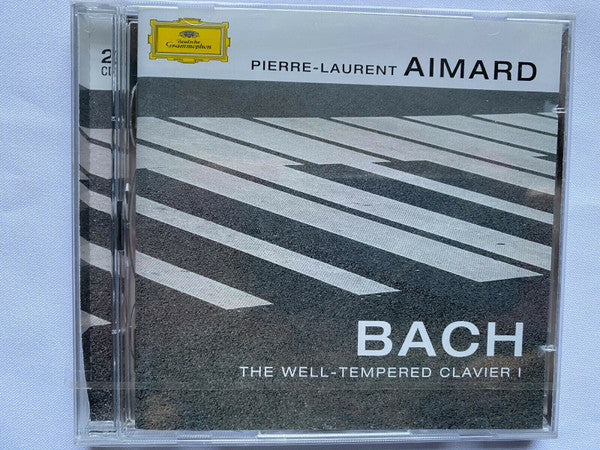 2
CD
Deutsche
Grammophon
PIERRE-LAURENT AIMARD
BACH
THE WELL-TEMPERED CLAVIER I